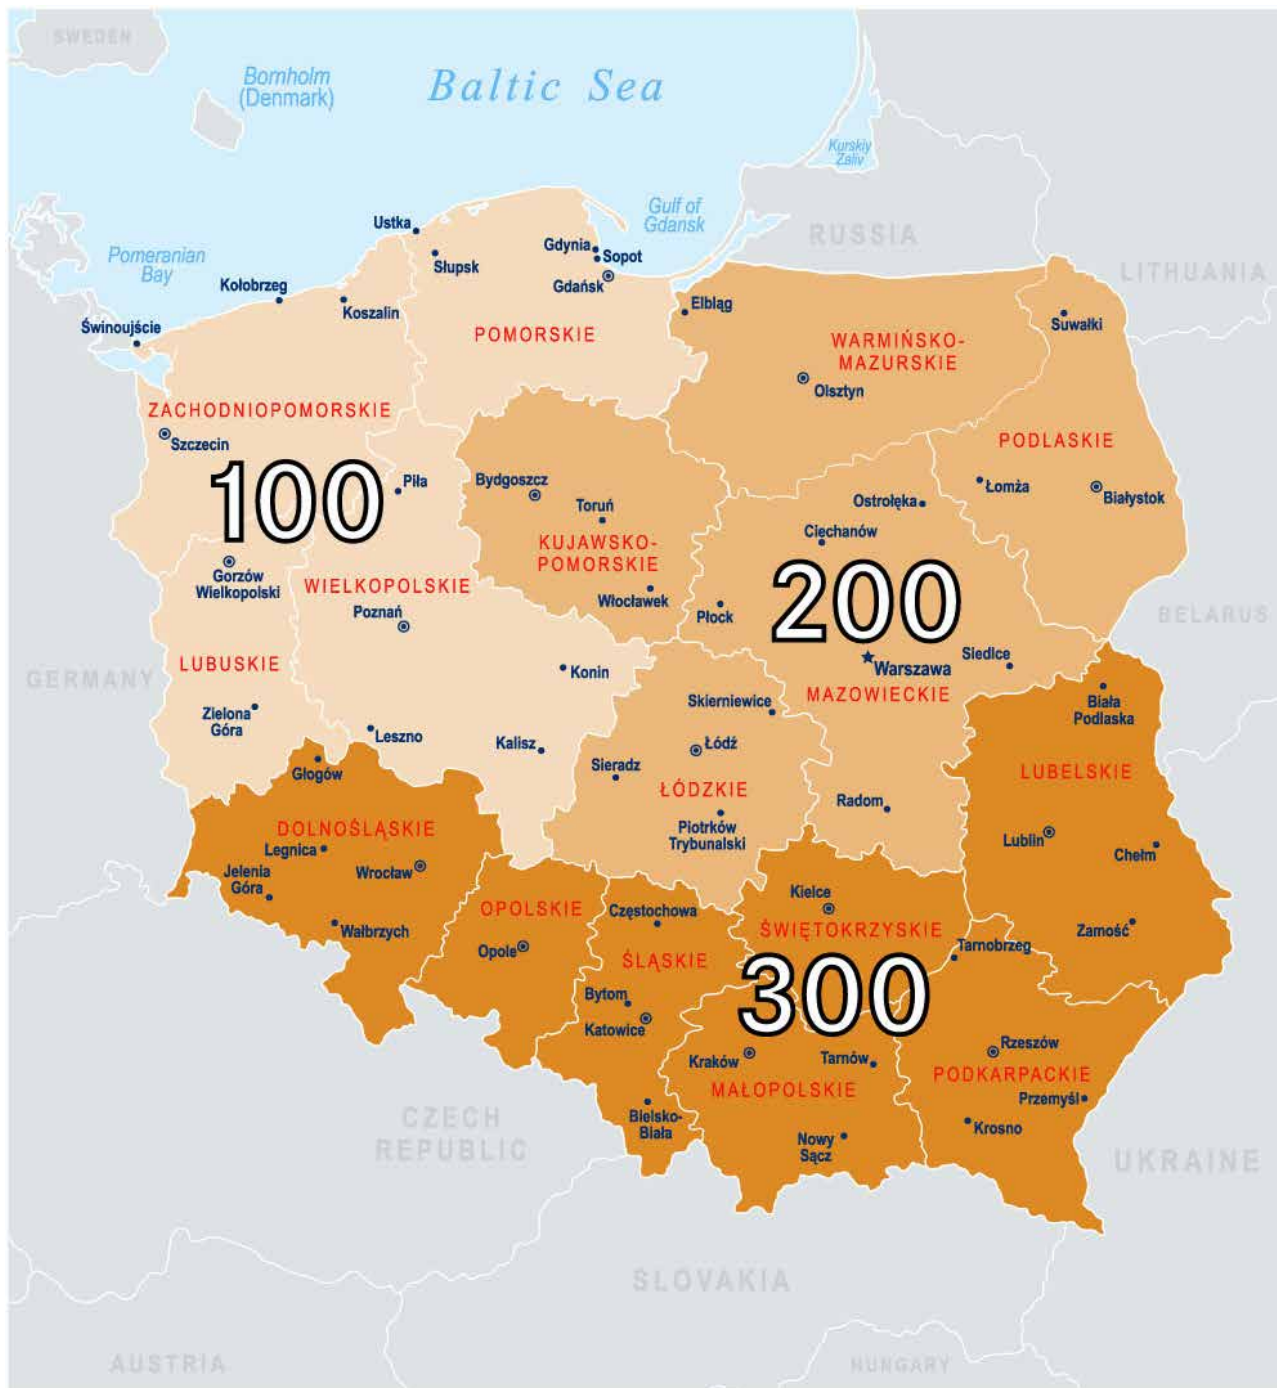 SWEDEN
Bornholm
(Denmark)
Baltic Sea
Kurskiy
Zaliv
Gulf of
Gdansk
RUSSIA
LITHUANIA
Pomeranian
Bay
Ustka
Słupsk
Gdynia
Sopot
Gdańsk
Kołobrzeg
Koszalin
Świnoujście
Elbląg
Suwałki
POMORSKIE
WARMIŃSKO-
MAZURSKIE
Olsztyn
ZACHODNIOPOMORSKIE
Szczecin
PODLASKIE
100
Piła
Bydgoszcz
Toruń
Ostrołęka
Łomża
Białystok
Ciechanów
KUJAWSKO-
POMORSKIE
Gorzów
Wielkopolski
WIELKOPOLSKIE
Poznań
Włocławek
Płock
200
BELARUS
GERMANY
LUBUSKIE
Konin
Warszawa
Siedlce
MAZOWIECKIE
Biała
Podlaska
Skierniewice
Zielona
Góra
Leszno
Kalisz
Łódź
Sieradz
Głogów
ŁÓDZKIE
LUBELSKIE
Radom
Piotrków
Trybunalski
DOLNOŚLĄSKIE
Legnica
Lublin
Chełm
Jelenia
Góra
Wrocław
Kielce
OPOLSKIE
Częstochowa
Wałbrzych
ŚWIĘTOKRZYSKIE
Zamość
Opole
Tarnobrzeg
ŚLĄSKIE
300
Bytom
Katowice
Kraków
Tarnów
Rzeszów
MAŁOPOLSKIE
PODKARPACKIE
Przemyśl
Bielsko-
Biała
Krosno
Nowy
Sącz
CZECH
REPUBLIC
UKRAINE
SLOVAKIA
AUSTRIA
HUNGARY